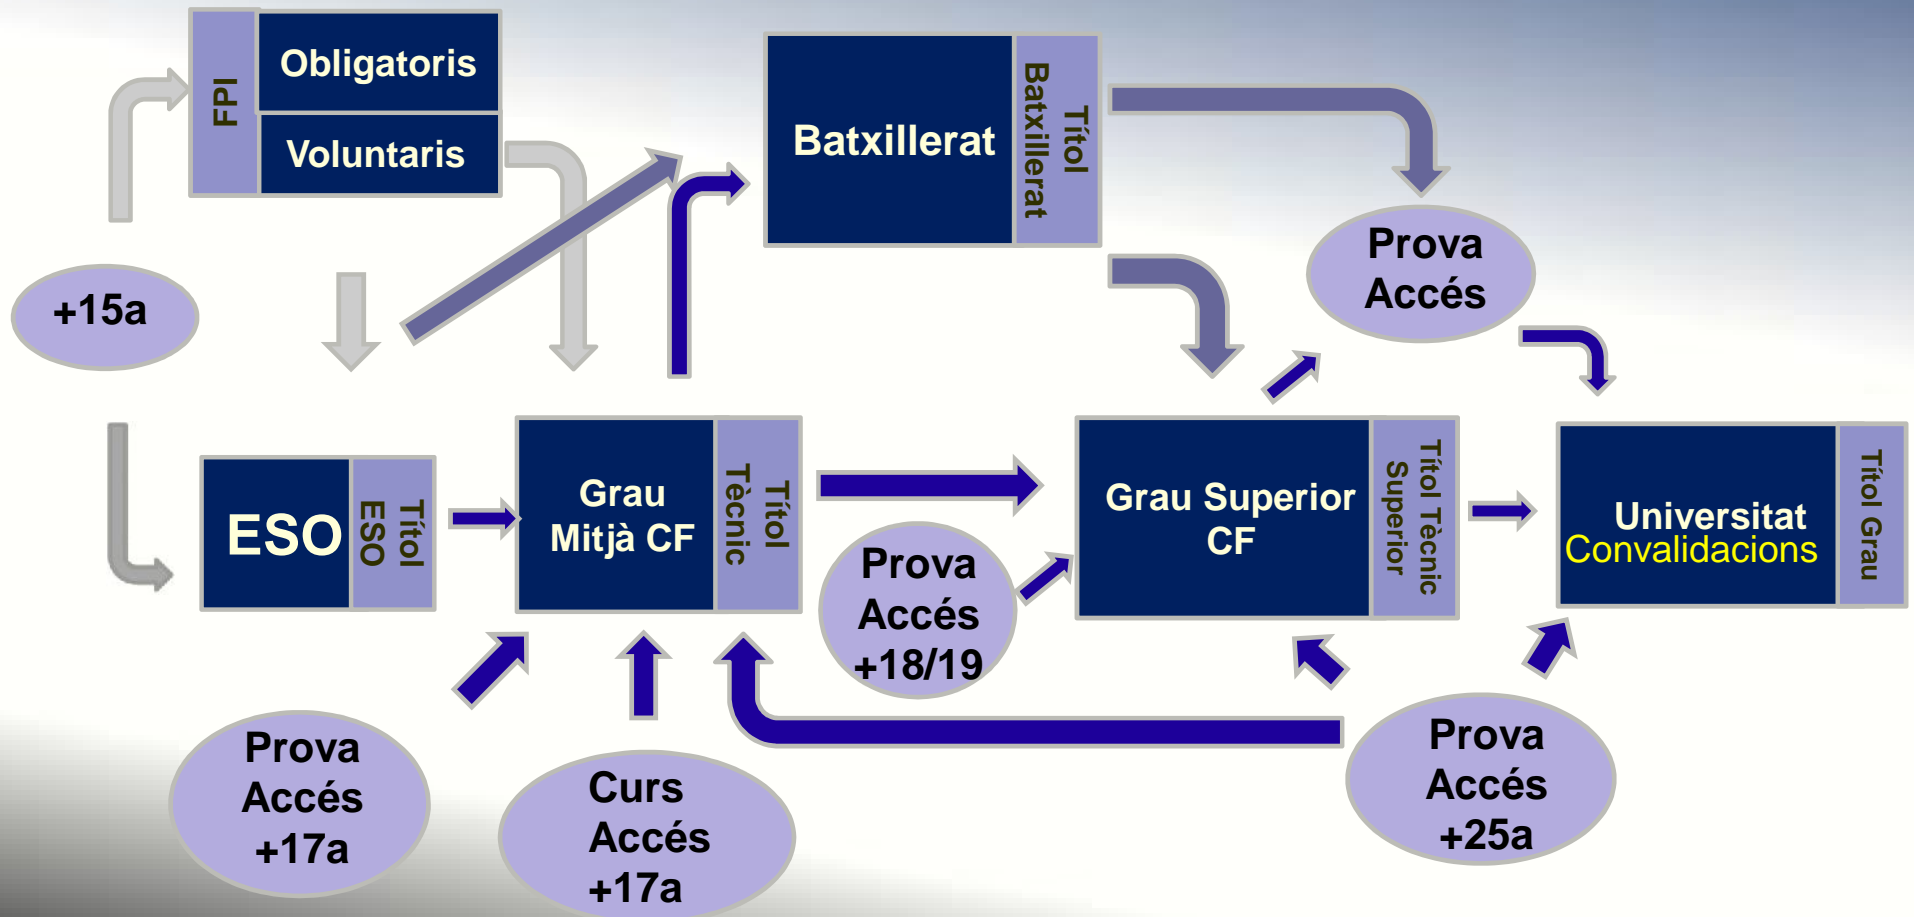 FPI
Obligatoris
Voluntaris
Batxillerat
Títol
Batxillerat
Prova
Accés
+15a
ESO
Títol
ESO
Grau
Mitjà CF
Títol
Tècnic
Prova
Accés
+18/19
Grau Superior
CF
Títol Tècnic
Superior
Universitat
Convalidacions
Títol Grau
Prova
Accés
+17a
Curs
Accés
+17a
Prova
Accés
+25a